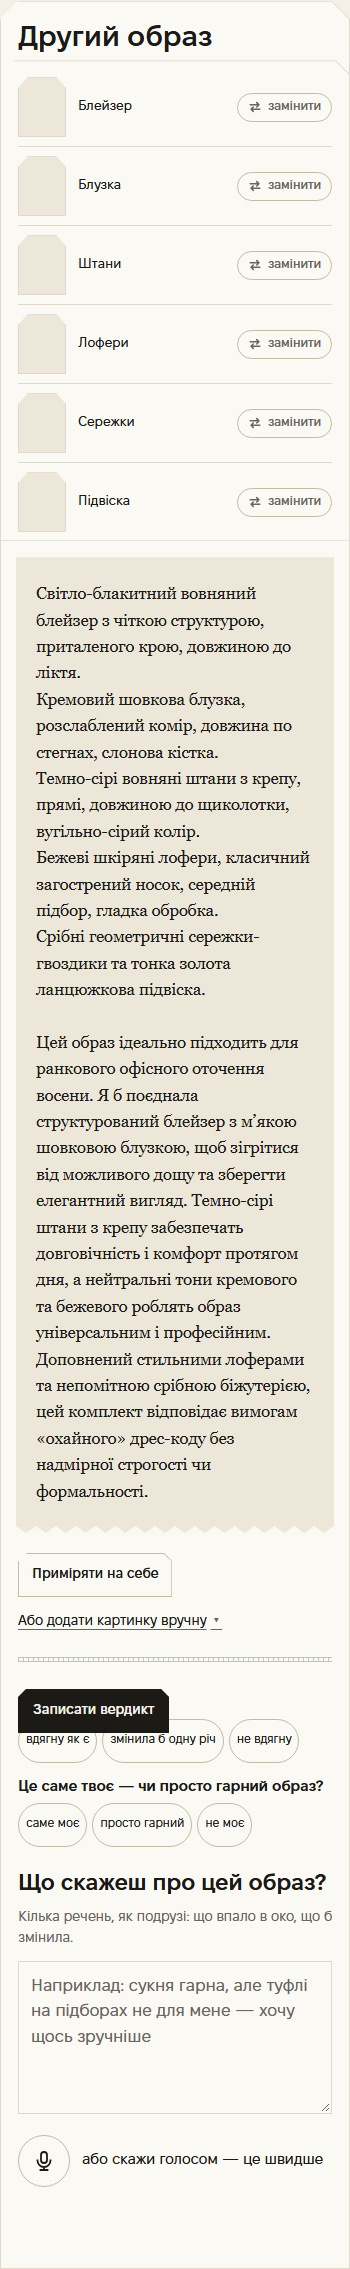 Другий образ
Блейзер
замінити
Блузка
замінити
Штани
замінити
Лофери
замінити
Сережки
замінити
Підвіска
замінити
Світло-блакитний вовняний
блейзер з чіткою структурою,
приталеного крою, довжиною до
ліктя.
Кремовий шовкова блузка,
розслаблений комір, довжина по
стегнах, слонова кістка.
Темно-сірі вовняні штани з крепу,
прямі, довжиною до щиколотки,
вугільно-сірий колір.
Бежеві шкіряні лофери, класичний
загострений носок, середній
підбор, гладка обробка.
Срібні геометричні сережки-
гвоздики та тонка золота
ланцюжкова підвіска.
Цей образ ідеально підходить для
ранкового офісного оточення
восени. Я б поєднала
структурований блейзер з м’якою
шовковою блузкою, щоб зігрітися
від можливого дощу та зберегти
елегантний вигляд. Темно-сірі
штани з крепу забезпечать
довговічність і комфорт протягом
дня, а нейтральні тони кремового
та бежевого роблять образ
універсальним і професійним.
Доповнений стильними лоферами
та непомітною срібною біжутерією,
цей комплект відповідає вимогам
«охайного» дрес-коду без
надмірної строгості чи
формальності.
Приміряти на себе
Або додати картинку вручну
Записати вердикт
вдягну як є
змінила б одну річ
не вдягну
Це саме твоє — чи просто гарний образ?
саме моє
просто гарний
не моє
Що скажеш про цей образ?
Кілька речень, як подрузі: що впало в око, що б
змінила.
Наприклад: сукня гарна, але туфлі
на підборах не для мене — хочу
щось зручніше
або скажи голосом — це швидше